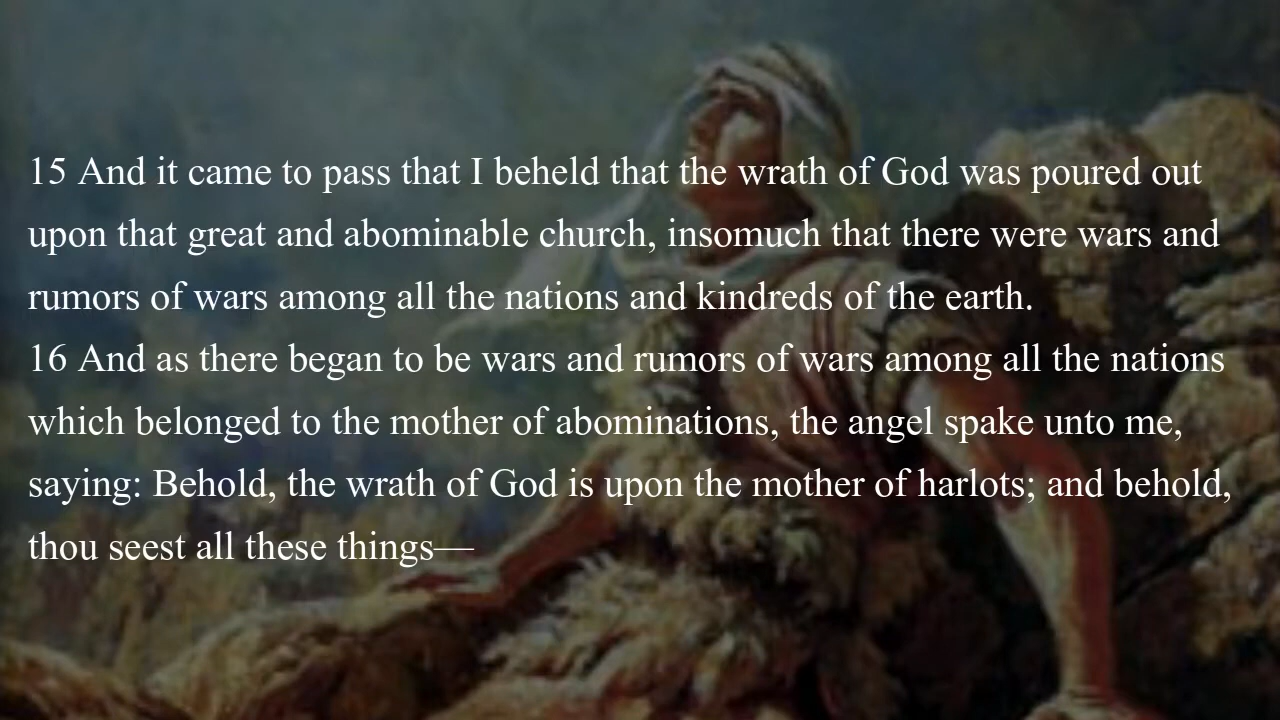 15 And it came to pass that I beheld that the wrath of God was poured out
upon that great and abominable church, insomuch that there were wars and
rumors of wars among all the nations and kindreds of the earth.
16 And as there began to be wars and rumors of wars among all the nations
which belonged to the mother of abominations, the angel spake unto me,
saying: Behold, the wrath of God is upon the mother of harlots; and behold,
thou seest all these things—